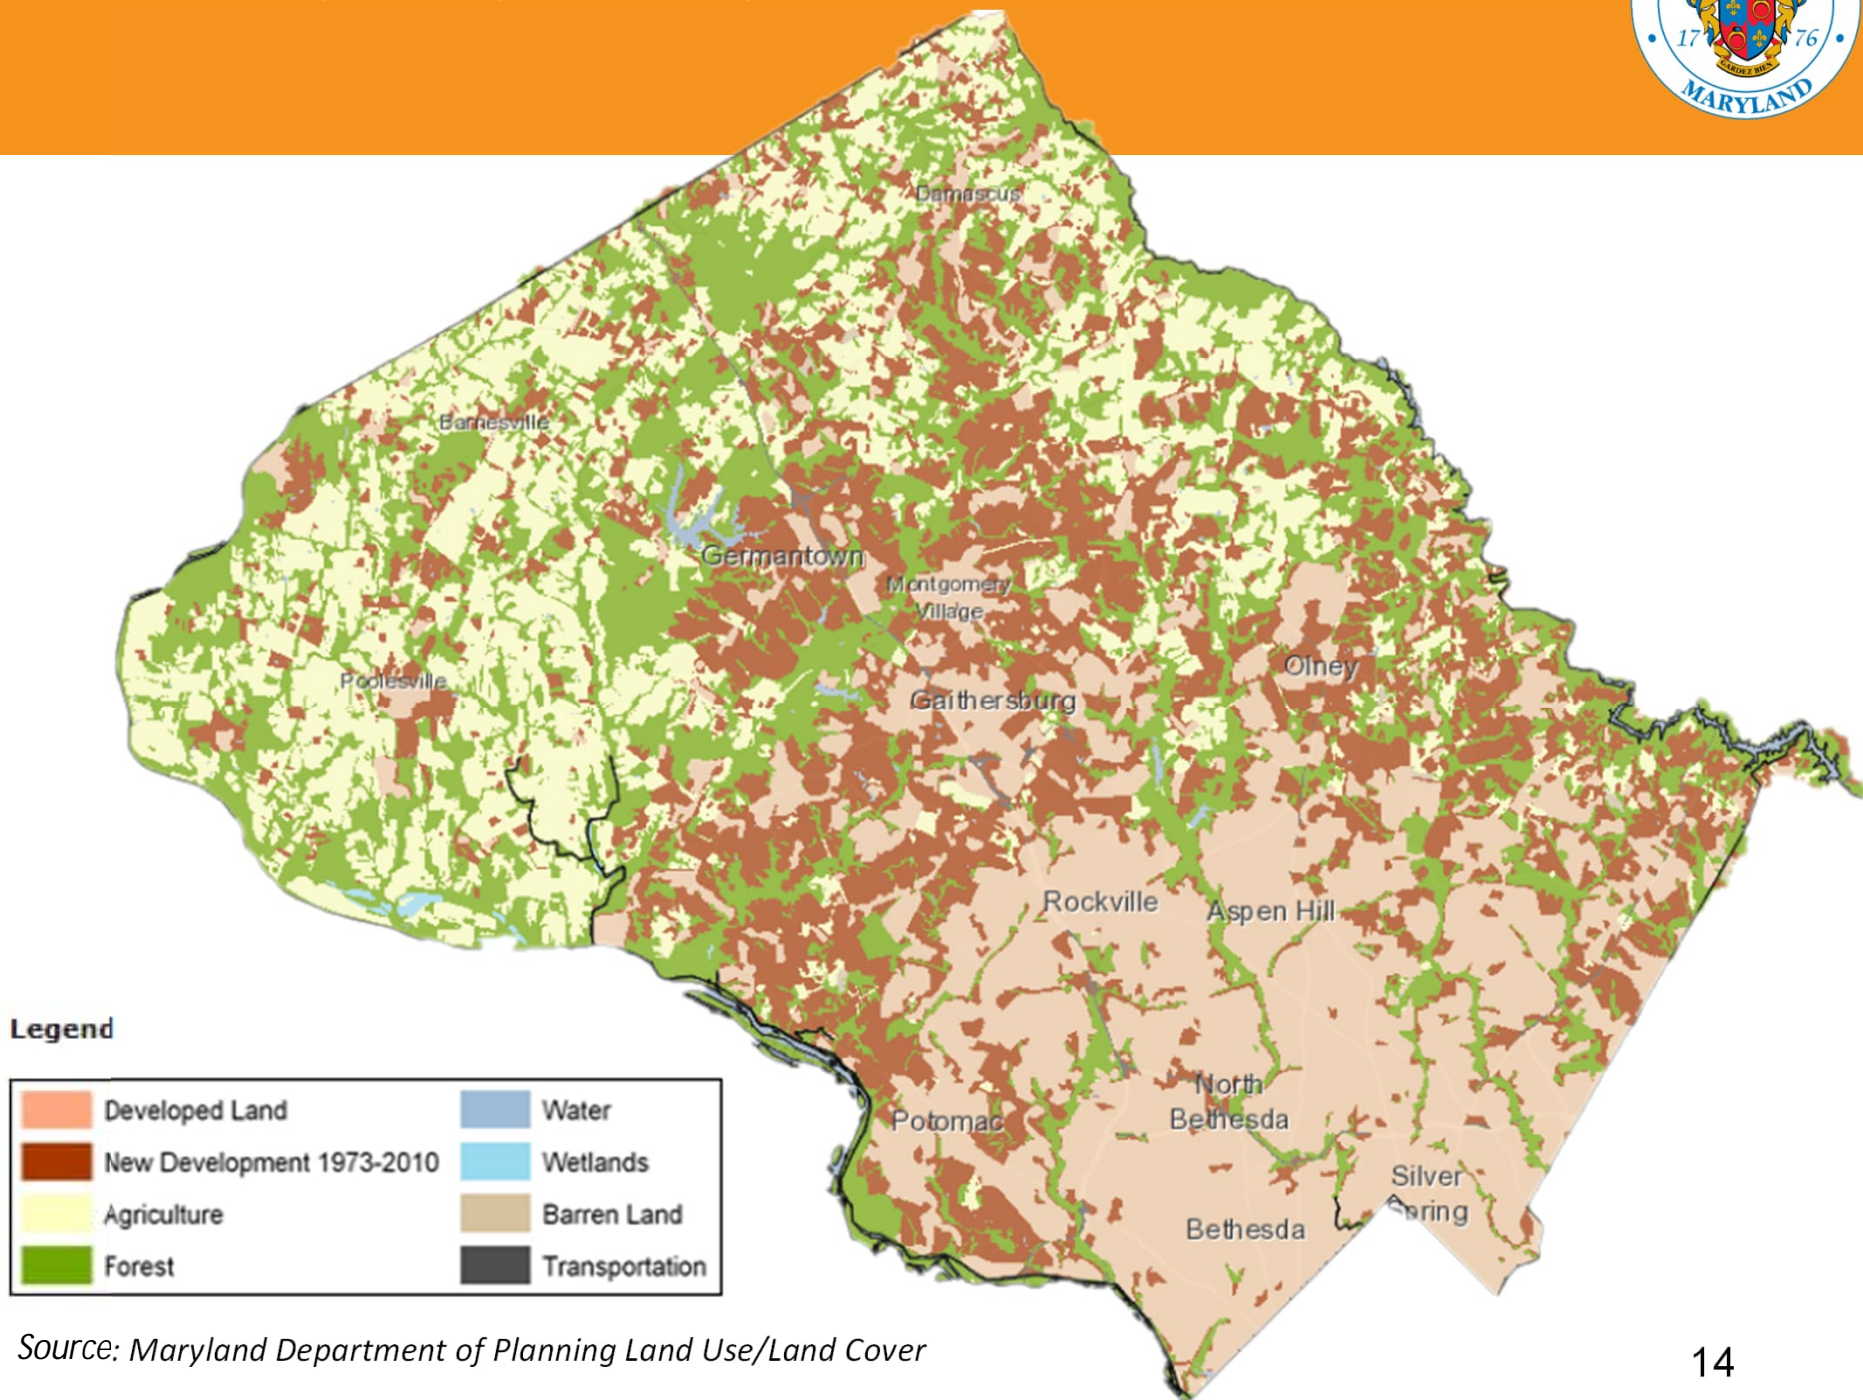 17 76
GARDEZ BIEN
MARYLAND
Damascus
Barnesville
Germantown
Montgomery
Village
Olney
Poolesville
Gaithersburg
Rockville
Aspen Hill
North
Bethesda
Potomac
Silver
Spring
Bethesda
Legend
Developed Land
Water
New Development 1973-2010
Wetlands
Agriculture
Barren Land
Forest
Transportation
Source: Maryland Department of Planning Land Use/Land Cover
14